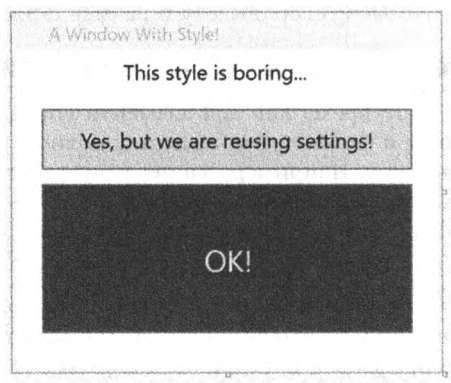 A Window With Style!
This style is boring...
Yes, but we are reusing settings!
OK!